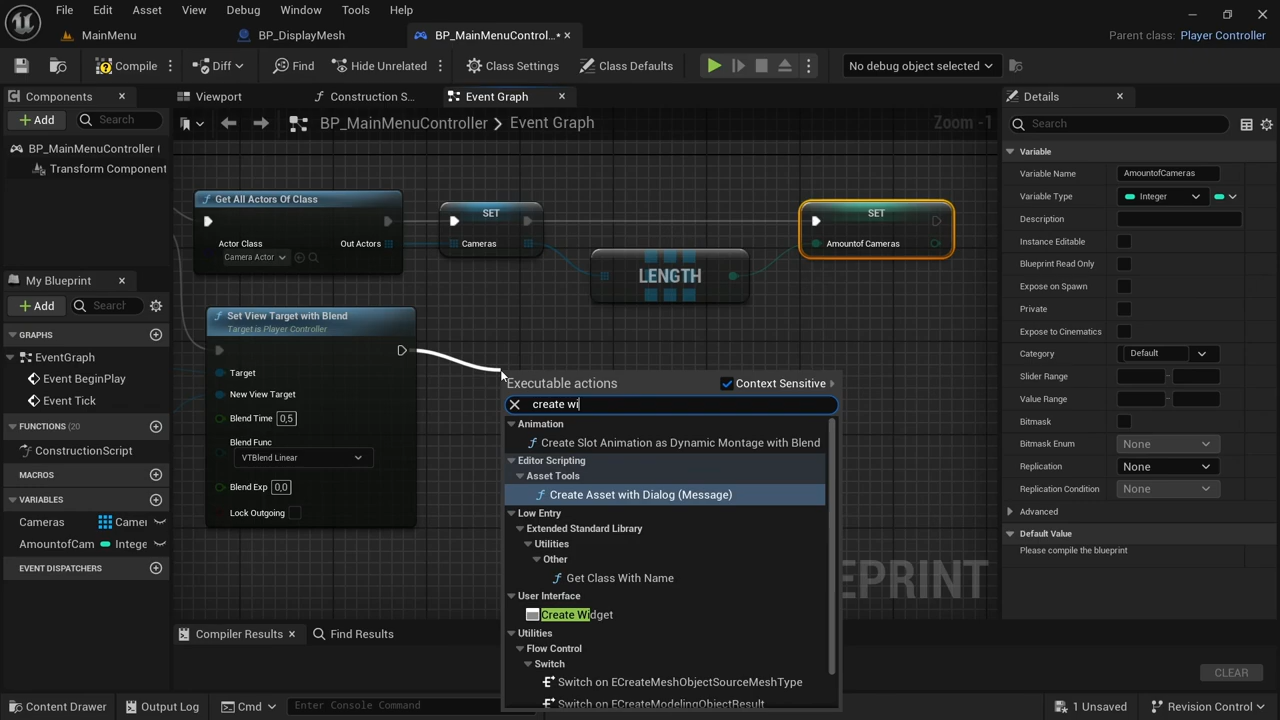 File Edit Asset View Debug Window Tools Help
MainMenu
BP_DisplayMesh
BP_MainMenuControl...* ×
Parent class: Player Controller
Compile
Diff
Find
Hide Unrelated
Class Settings
Class Defaults
No debug object selected
Components
Viewport
Construction S...
Event Graph
Details
+ Add
Search
BP_MainMenuController > Event Graph
Zoom -1
Search
BP_MainMenuController (
Transform Component
Variable
Variable Name AmountofCameras
Variable Type Integer
Description
Instance Editable
Blueprint Read Only
Expose on Spawn
Private
Expose to Cinematics
Category Default
Slider Range
Value Range
Bitmask
Bitmask Enum None
Replication None
Replication Condition None
Advanced
Default Value
Please compile the blueprint
My Blueprint
+ Add
Search
GRAPHS
EventGraph
Event BeginPlay
Event Tick
FUNCTIONS (20
ConstructionScript
MACROS
VARIABLES
Cameras Camer
AmountofCam Intege
EVENT DISPATCHERS
f Get All Actors Of Class
Actor Class
Camera Actor
Out Actors
SET
Cameras
LENGTH
SET
Amountof Cameras
f Set View Target with Blend
Target is Player Controller
Target
New View Target
Blend Time 0,5
Blend Func
VTBlend Linear
Blend Exp 0,0
Lock Outgoing
Executable actions
Context Sensitive
create wi
Animation
f Create Slot Animation as Dynamic Montage with Blend
Editor Scripting
Asset Tools
f Create Asset with Dialog (Message)
Low Entry
Extended Standard Library
Utilities
Other
f Get Class With Name
User Interface
Create Widget
Utilities
Flow Control
Switch
Switch on ECreateMeshObjectSourceMeshType
Switch on ECreateModelingObjectResult
EPRINT
Compiler Results
Find Results
CLEAR
Content Drawer
Output Log
Cmd
Enter Console Command
1 Unsaved
Revision Control